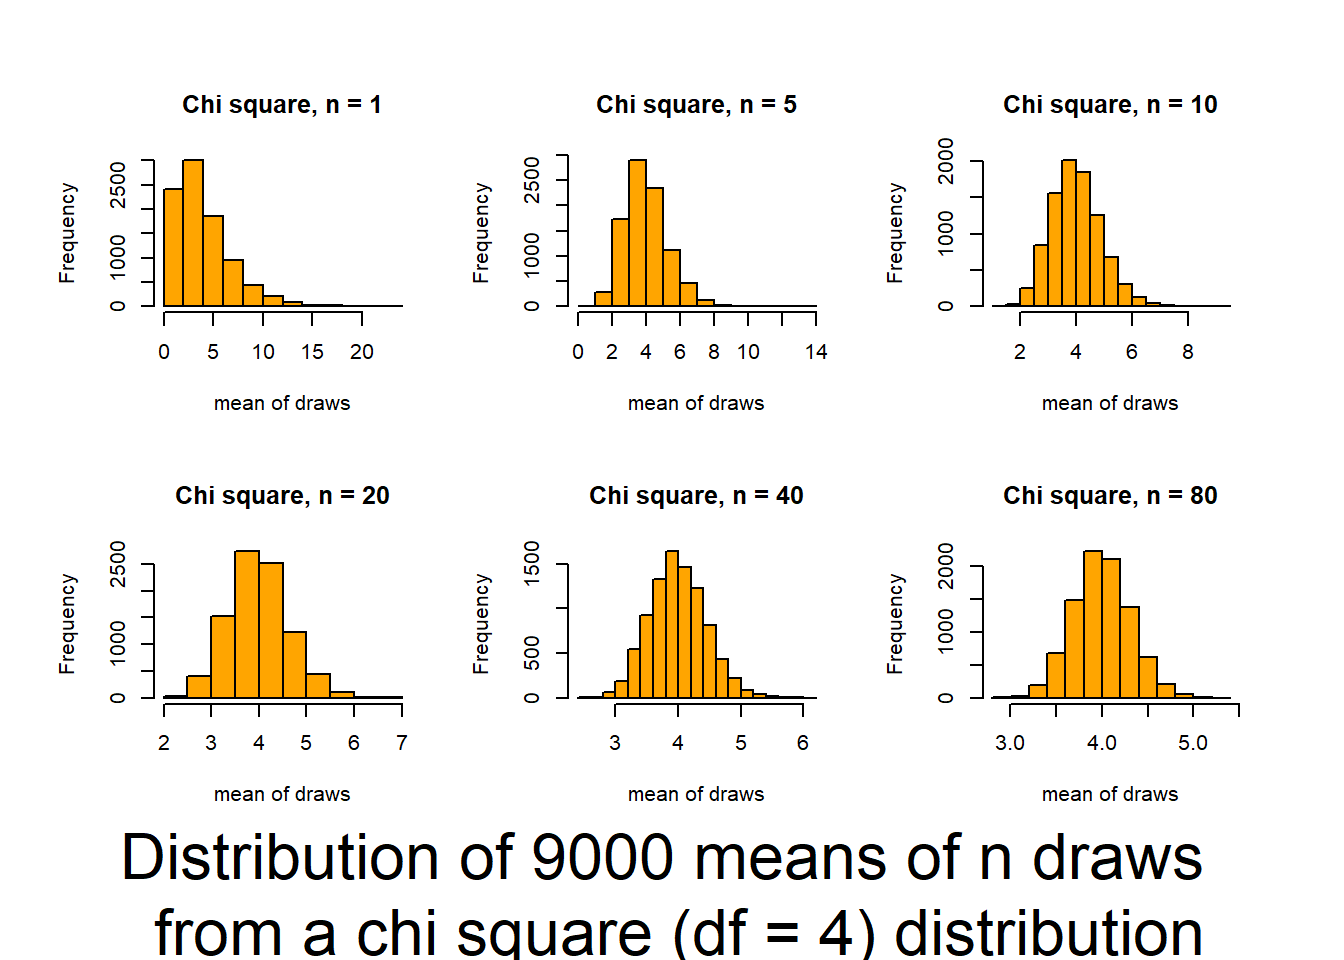 Chi square, n = 1
Frequency
0 1000 2500
0 5 10 15 20
mean of draws
Chi square, n = 5
Frequency
0 1000 2500
0 2 4 6 8 10 14
mean of draws
Chi square, n = 10
Frequency
0 1000 2000
2 4 6 8
mean of draws
Chi square, n = 20
Frequency
0 1000 2500
2 3 4 5 6 7
mean of draws
Chi square, n = 40
Frequency
0 500 1500
3 4 5 6
mean of draws
Chi square, n = 80
Frequency
0 1000 2000
3.0 4.0 5.0
mean of draws
Distribution of 9000 means of n draws
from a chi square (df = 4) distribution